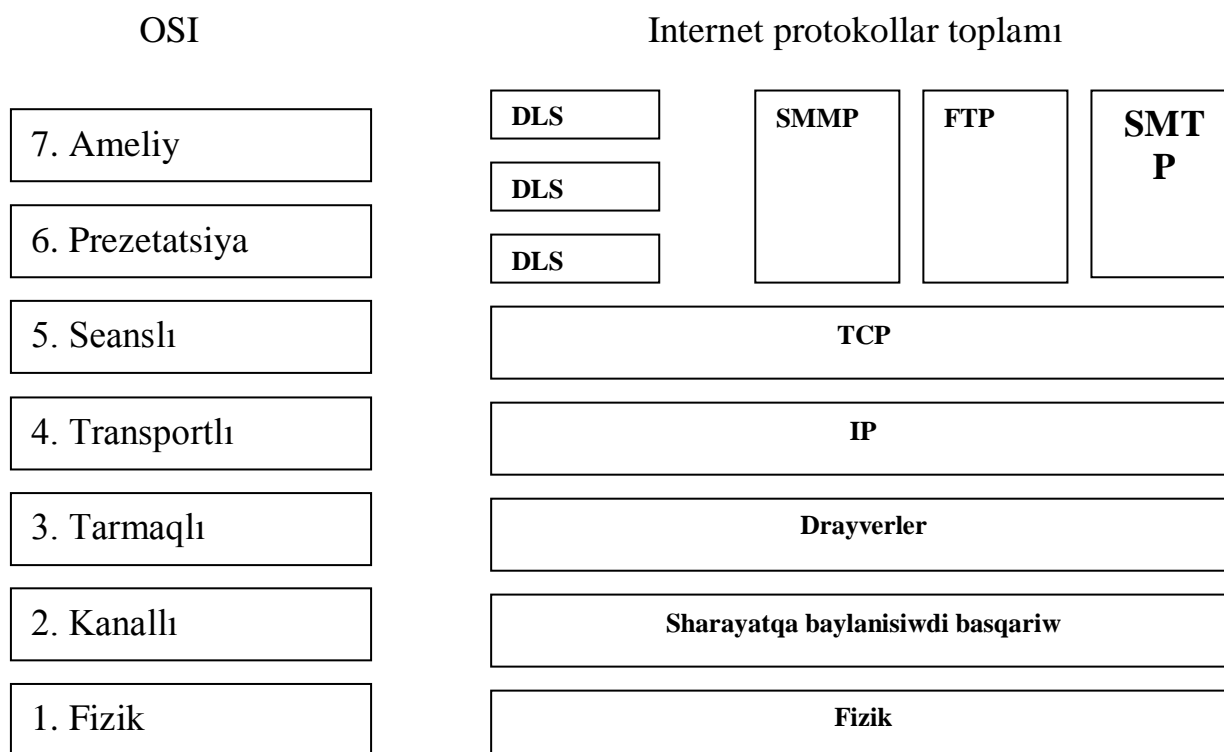 OSI
Internet protokollar toplamı
7. Ameliy
6. Prezetatsiya
5. Seanslı
4. Transportlı
3. Tarmaqlı
2. Kanallı
1. Fizik
DLS
DLS
DLS
SMMP
FTP
SMT
P
TCP
IP
Drayverler
Sharayatqa baylanisiwdi basqariw
Fizik